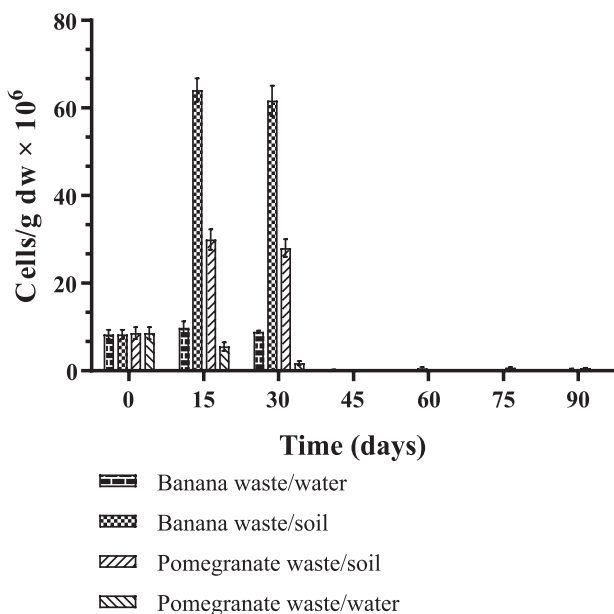 Cells/g dw × 10⁶
80
60
40
20
0
0 15 30 45 60 75 90
Time (days)
Banana waste/water
Banana waste/soil
Pomegranate waste/soil
Pomegranate waste/water